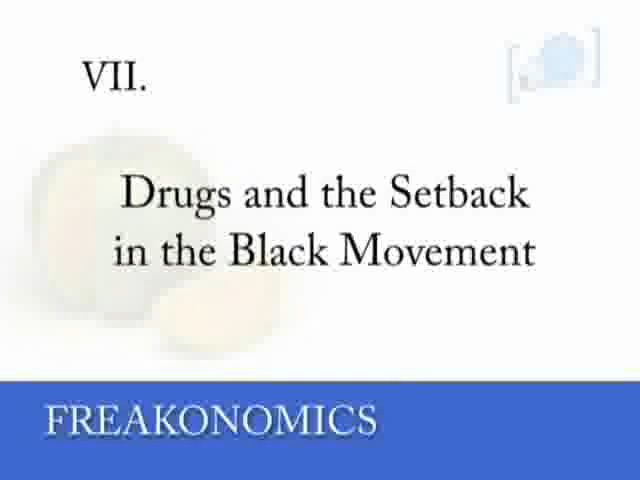 VII.
Drugs and the Setback
in the Black Movement
FREAKONOMICS